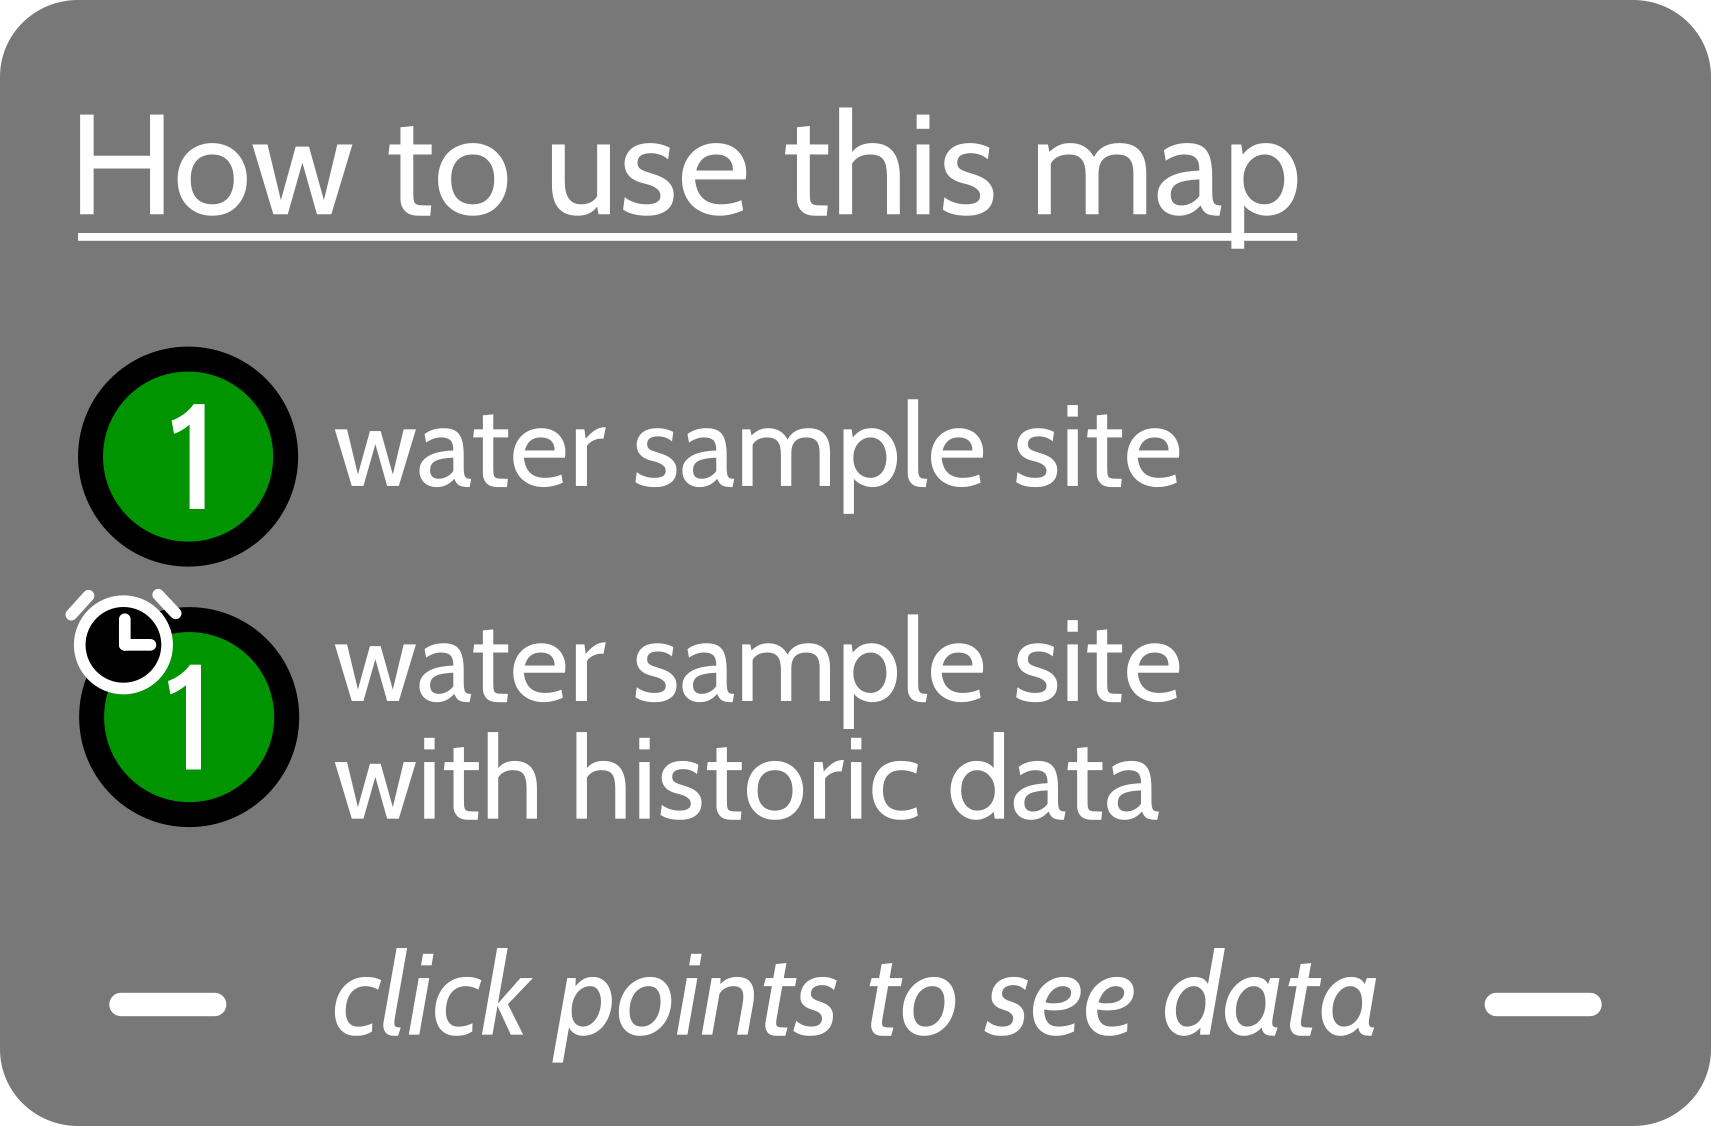 How to use this map
1
water sample site
1
water sample site
with historic data
click points to see data